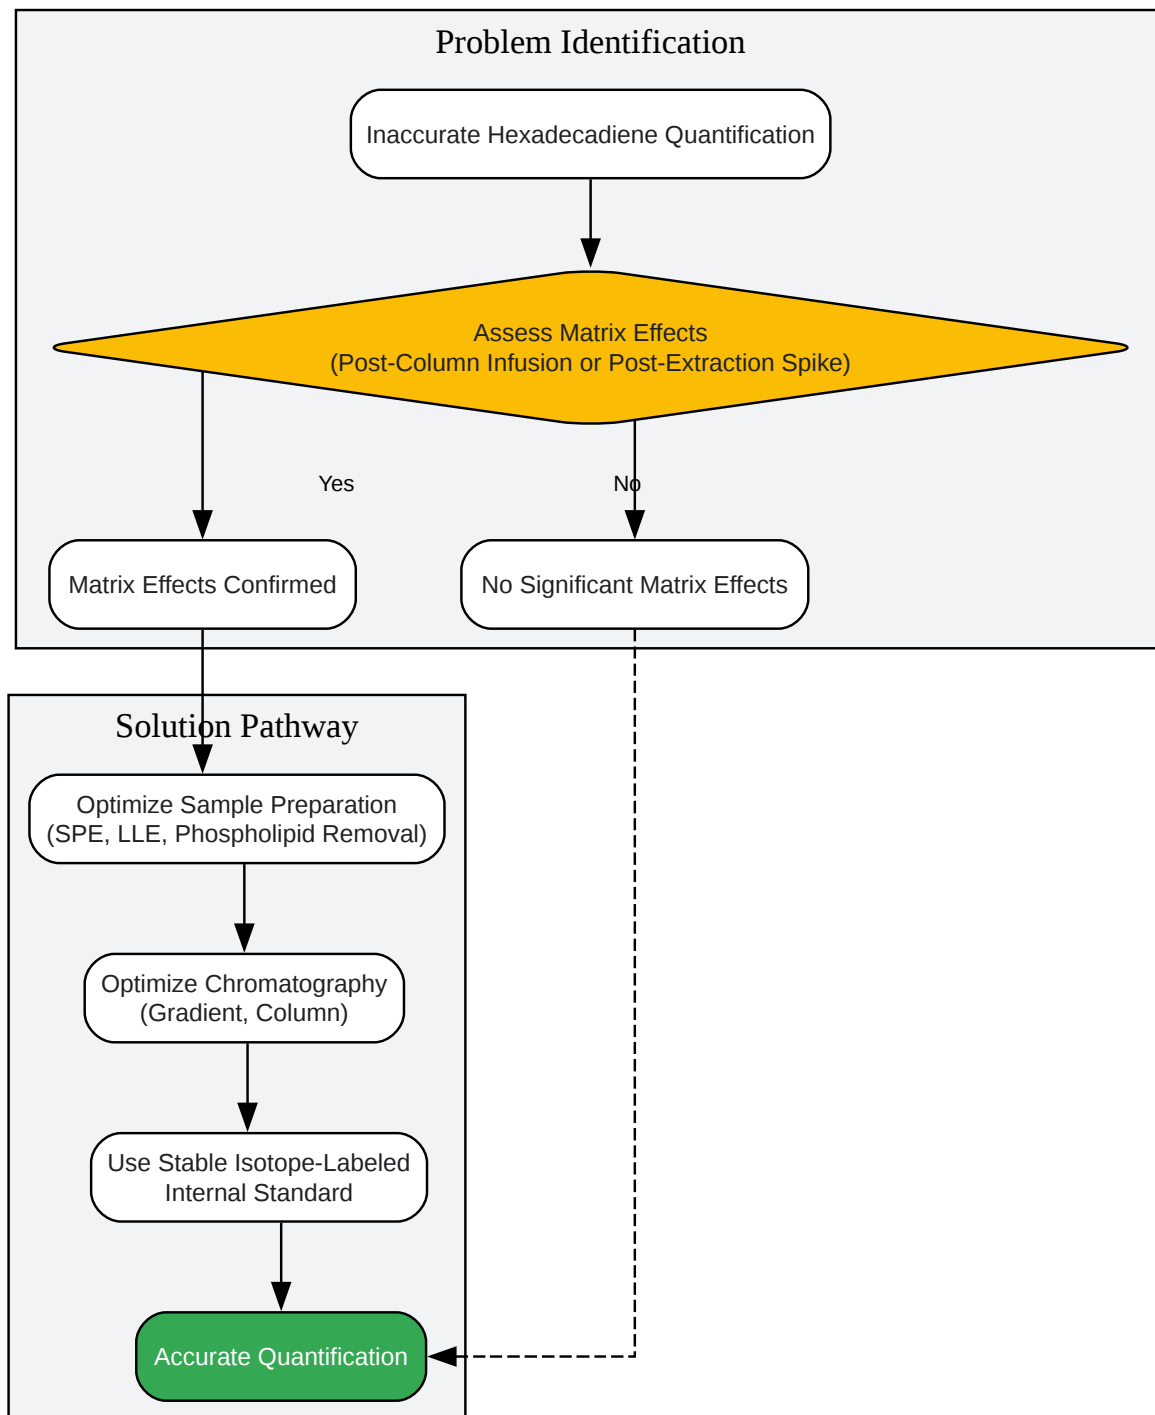 Problem Identification
Inaccurate Hexadecadiene Quantification
Assess Matrix Effects
(Post-Column Infusion or Post-Extraction Spike)
Yes
No
Matrix Effects Confirmed
No Significant Matrix Effects
Solution Pathway
Optimize Sample Preparation
(SPE, LLE, Phospholipid Removal)
Optimize Chromatography
(Gradient, Column)
Use Stable Isotope-Labeled
Internal Standard
Accurate Quantification